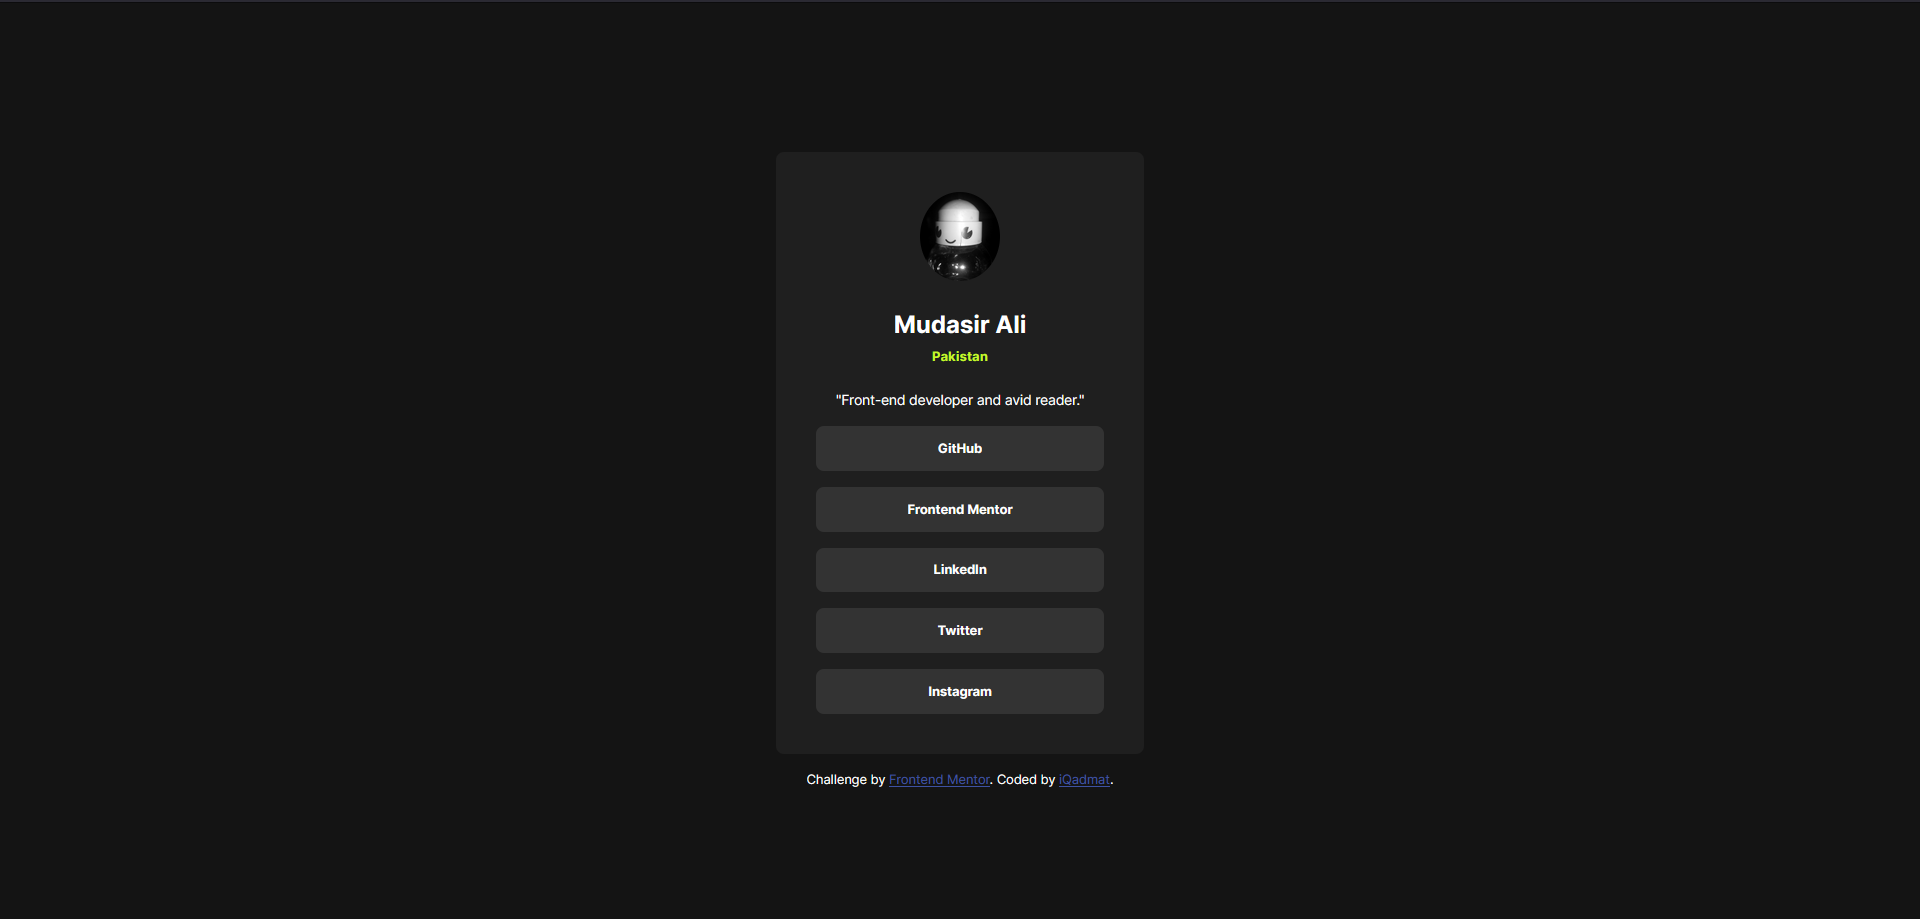 Mudasir Ali
Pakistan
"Front-end developer and avid reader."
GitHub
Frontend Mentor
LinkedIn
Twitter
Instagram
Challenge by Frontend Mentor. Coded by iQadmat.